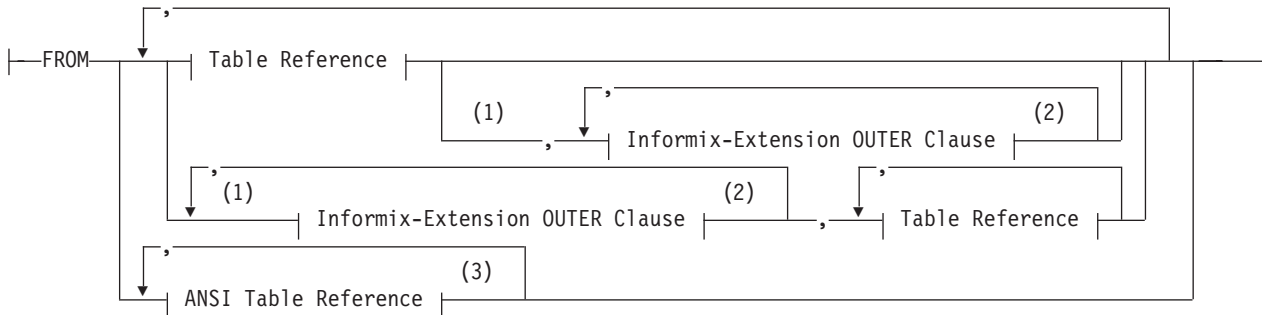 ,
FROM Table Reference
(1) , (2)
, Informix-Extension OUTER Clause
(1) , (2) ,
Informix-Extension OUTER Clause , Table Reference
, (3)
ANSI Table Reference